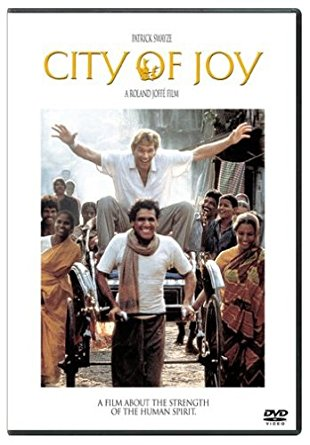 PATRICK SWAYZE
CITY OF JOY
A ROLAND JOFFÉ FILM
A FILM ABOUT THE STRENGTH
OF THE HUMAN SPIRIT.
DVD
VIDEO